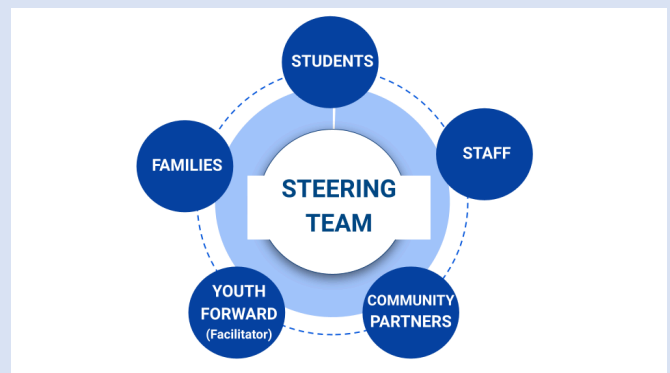 STUDENTS
STAFF
FAMILIES
STEERING
TEAM
YOUTH
FORWARD
(Facilitator)
COMMUNITY
PARTNERS